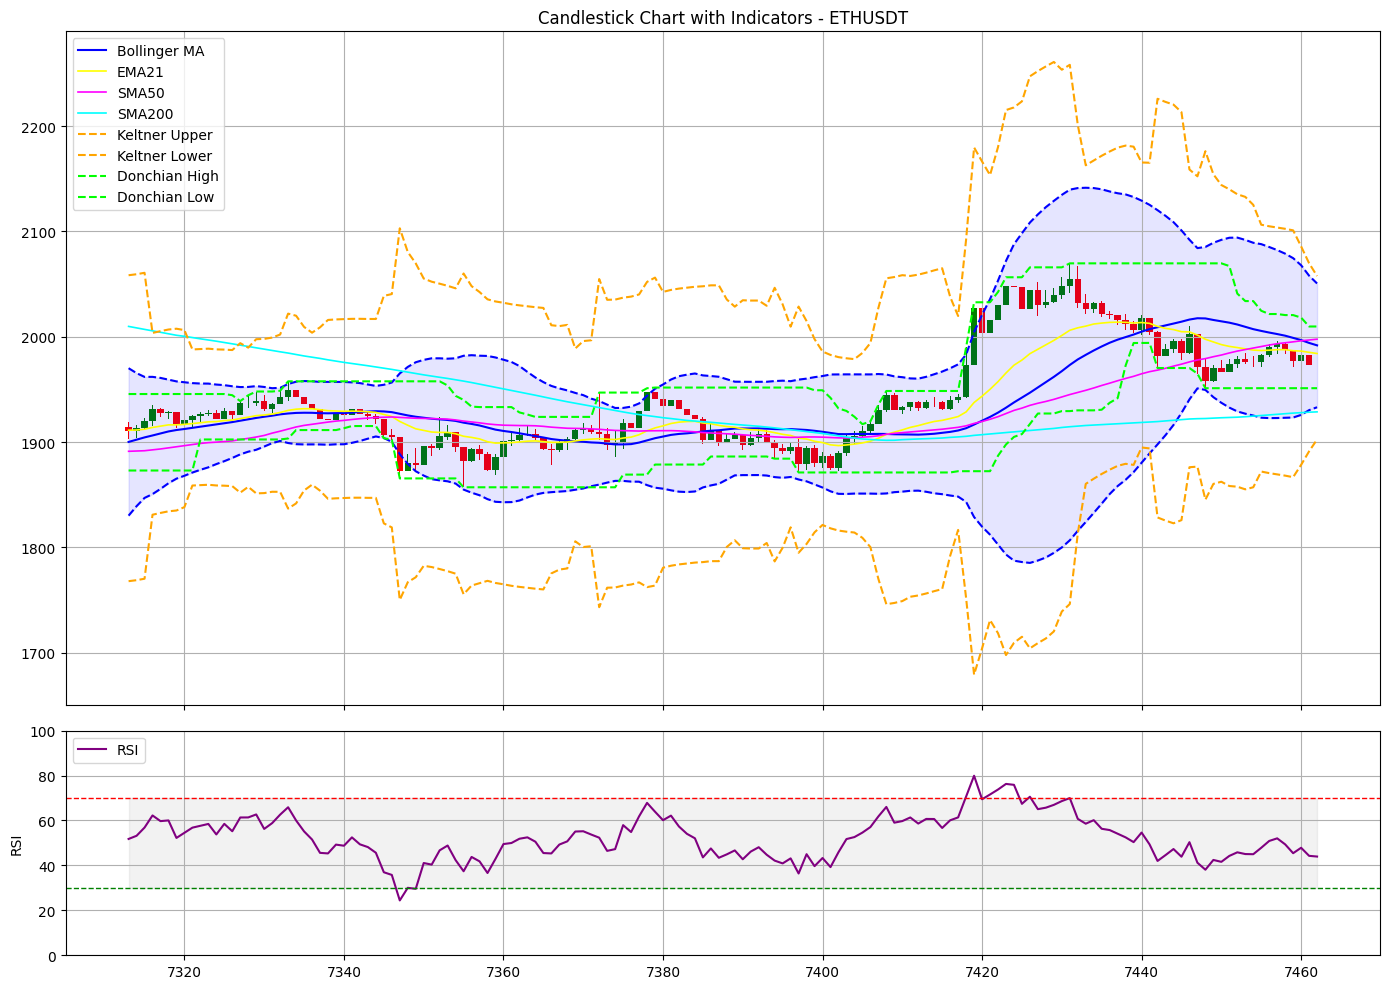 Candlestick Chart with Indicators - ETHUSDT
Bollinger MA
EMA21
SMA50
SMA200
Keltner Upper
Keltner Lower
Donchian High
Donchian Low
2200
2100
2000
1900
1800
1700
RSI
100
80
60
40
20
0
RSI
7320 7340 7360 7380 7400 7420 7440 7460